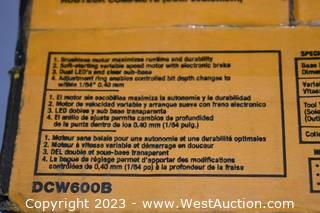 ROUTEUR COMPACTE
1. Brushless motor maximizes runtime and durability
2. Soft-starting variable speed motor with electronic brake
3. Dual LED's and clear sub-base
4. Adjustment ring enables controlled bit depth changes to
within 1/64" 0,40 mm
1. El motor sin escobillas maximiza la autonomía y la durabilidad
2. Motor de velocidad variable y arranque suave con freno electronico
3. LED dobles y sub base transparente
4. El anillo de ajuste permite cambios de profundidad
de la punta dentro de los 0,40 mm (1/64 pulg.)
1. Moteur sans balais pour une autonomie et une durabilité optimales
2. Moteur à vitesse variable et démarrage en douceur
3. DEL double et sous-base transparent
4. La bague de réglage permet d'apporter des modifications
contrôlées de 0,40 mm (1/64 po) à la profondeur de la fraise
DCW600B
SPECI
Base
Copyright 2023 - WestAuction.com